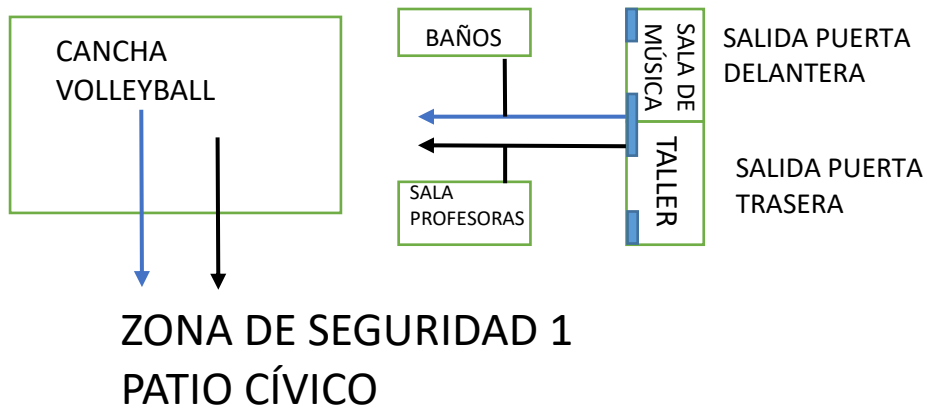 CANCHA
VOLLEYBALL
BAÑOS
SALA DE
MÚSICA
SALIDA PUERTA
DELANTERA
SALA
PROFESORAS
TALLER
SALIDA PUERTA
TRASERA
ZONA DE SEGURIDAD 1
PATIO CÍVICO